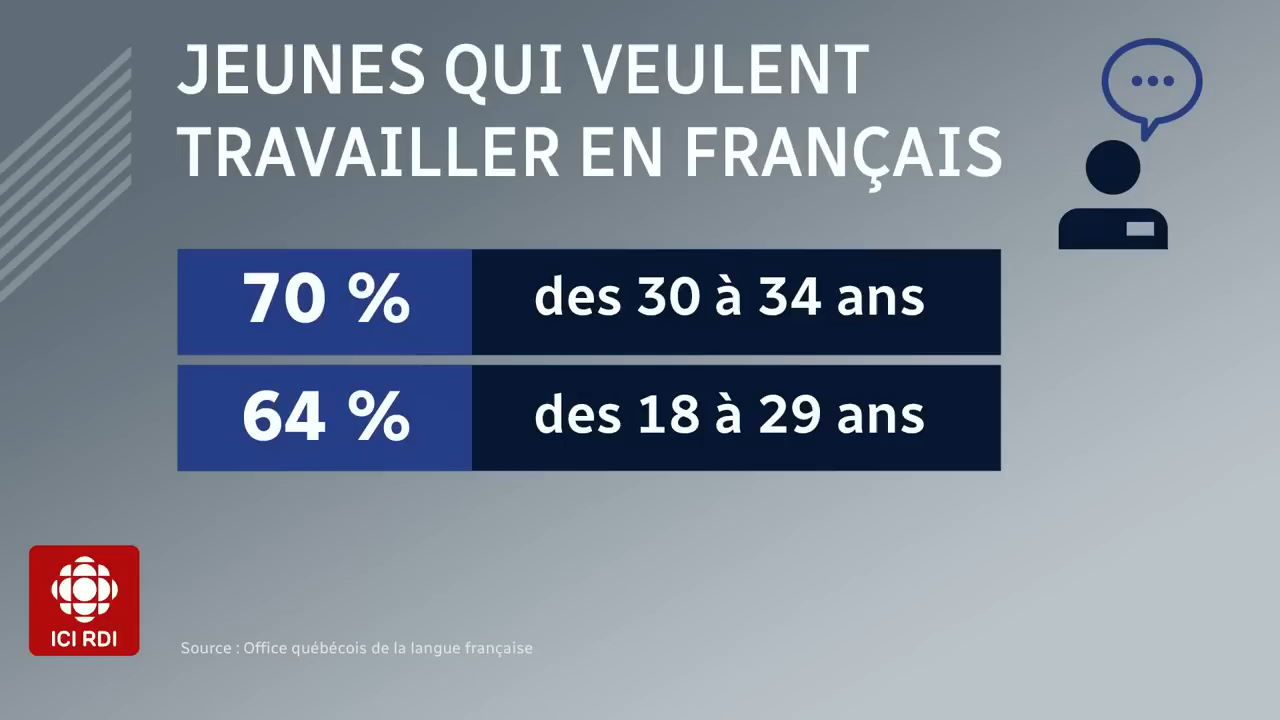 JEUNES QUI VEULENT
TRAVAILLER EN FRANÇAIS
70 % des 30 à 34 ans
64 % des 18 à 29 ans
ICI RDI
Source : Office québécois de la langue française